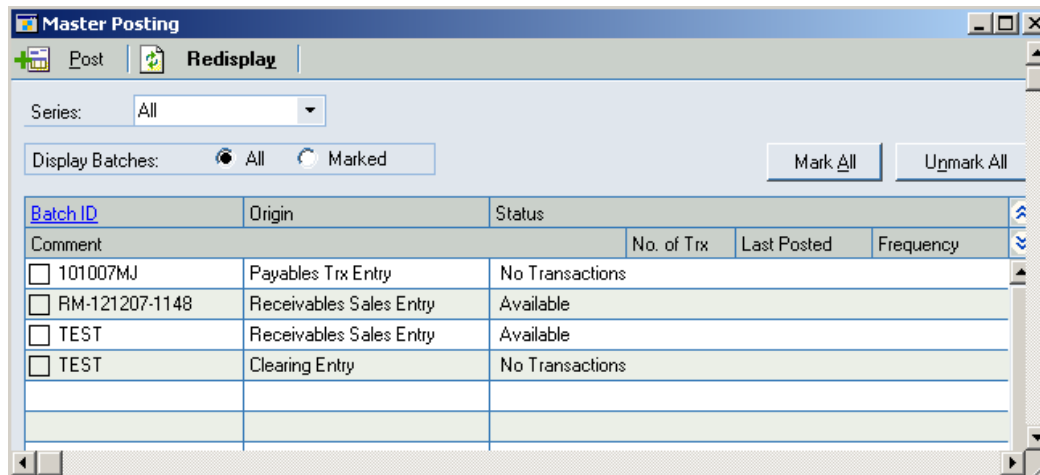 Master Posting
Post Redisplay
Series: All
Display Batches: All Marked Mark All Unmark All
Batch ID Origin Status
Comment No. of Trx Last Posted Frequency
101007MJ Payables Trx Entry No Transactions
RM-121207-1148 Receivables Sales Entry Available
TEST Receivables Sales Entry Available
TEST Clearing Entry No Transactions